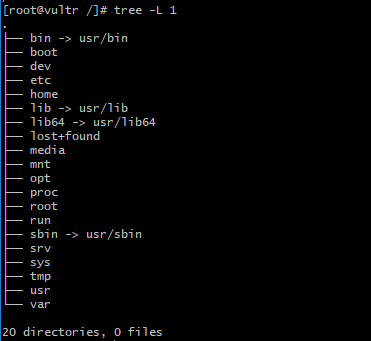 [root@vultr /]# tree -L 1
.
├── bin -> usr/bin
├── boot
├── dev
├── etc
├── home
├── lib -> usr/lib
├── lib64 -> usr/lib64
├── lost+found
├── media
├── mnt
├── opt
├── proc
├── root
├── run
├── sbin -> usr/sbin
├── srv
├── sys
├── tmp
├── usr
└── var
20 directories, 0 files